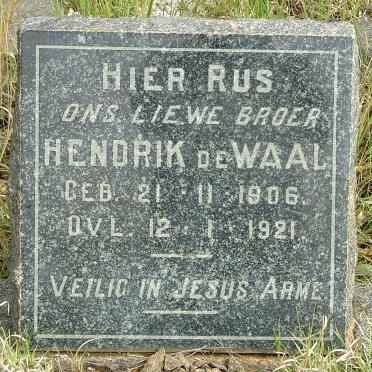 HIER RUS
ONS LIEWE BROER
HENDRIK DE WAAL
GEB. 21 · 11 · 1906.
OVL. 12 · 1 · 1921.
VEILIG IN JESUS ARME